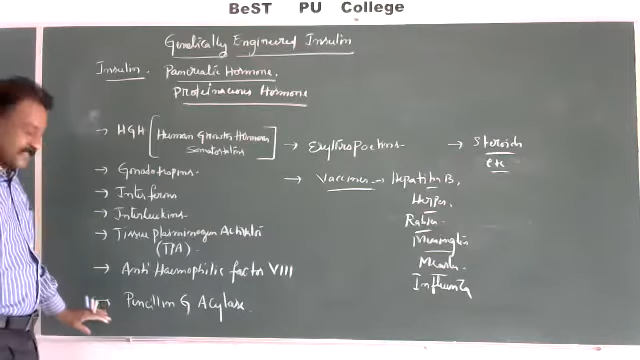 BeST PU College
Genetically Engineered Insulin
Insulin. Pancreatic Hormone.
Proteinaceous Hormone
→ HGH [Human Growth Hormone
Somatostatin]
→ Gonadotropins.
→ Interferons
→ Interleukins.
→ Tissue plasminogen Activator
(TPA).
→ Anti Haemophilic factor VIII
→ Penicillin G Acylase.
→ Erythropoetins.
→ Vaccines → Hepatitis B,
Herpes,
Rabies
Meningitis
Measles
Influenza
→ Steroids
etc